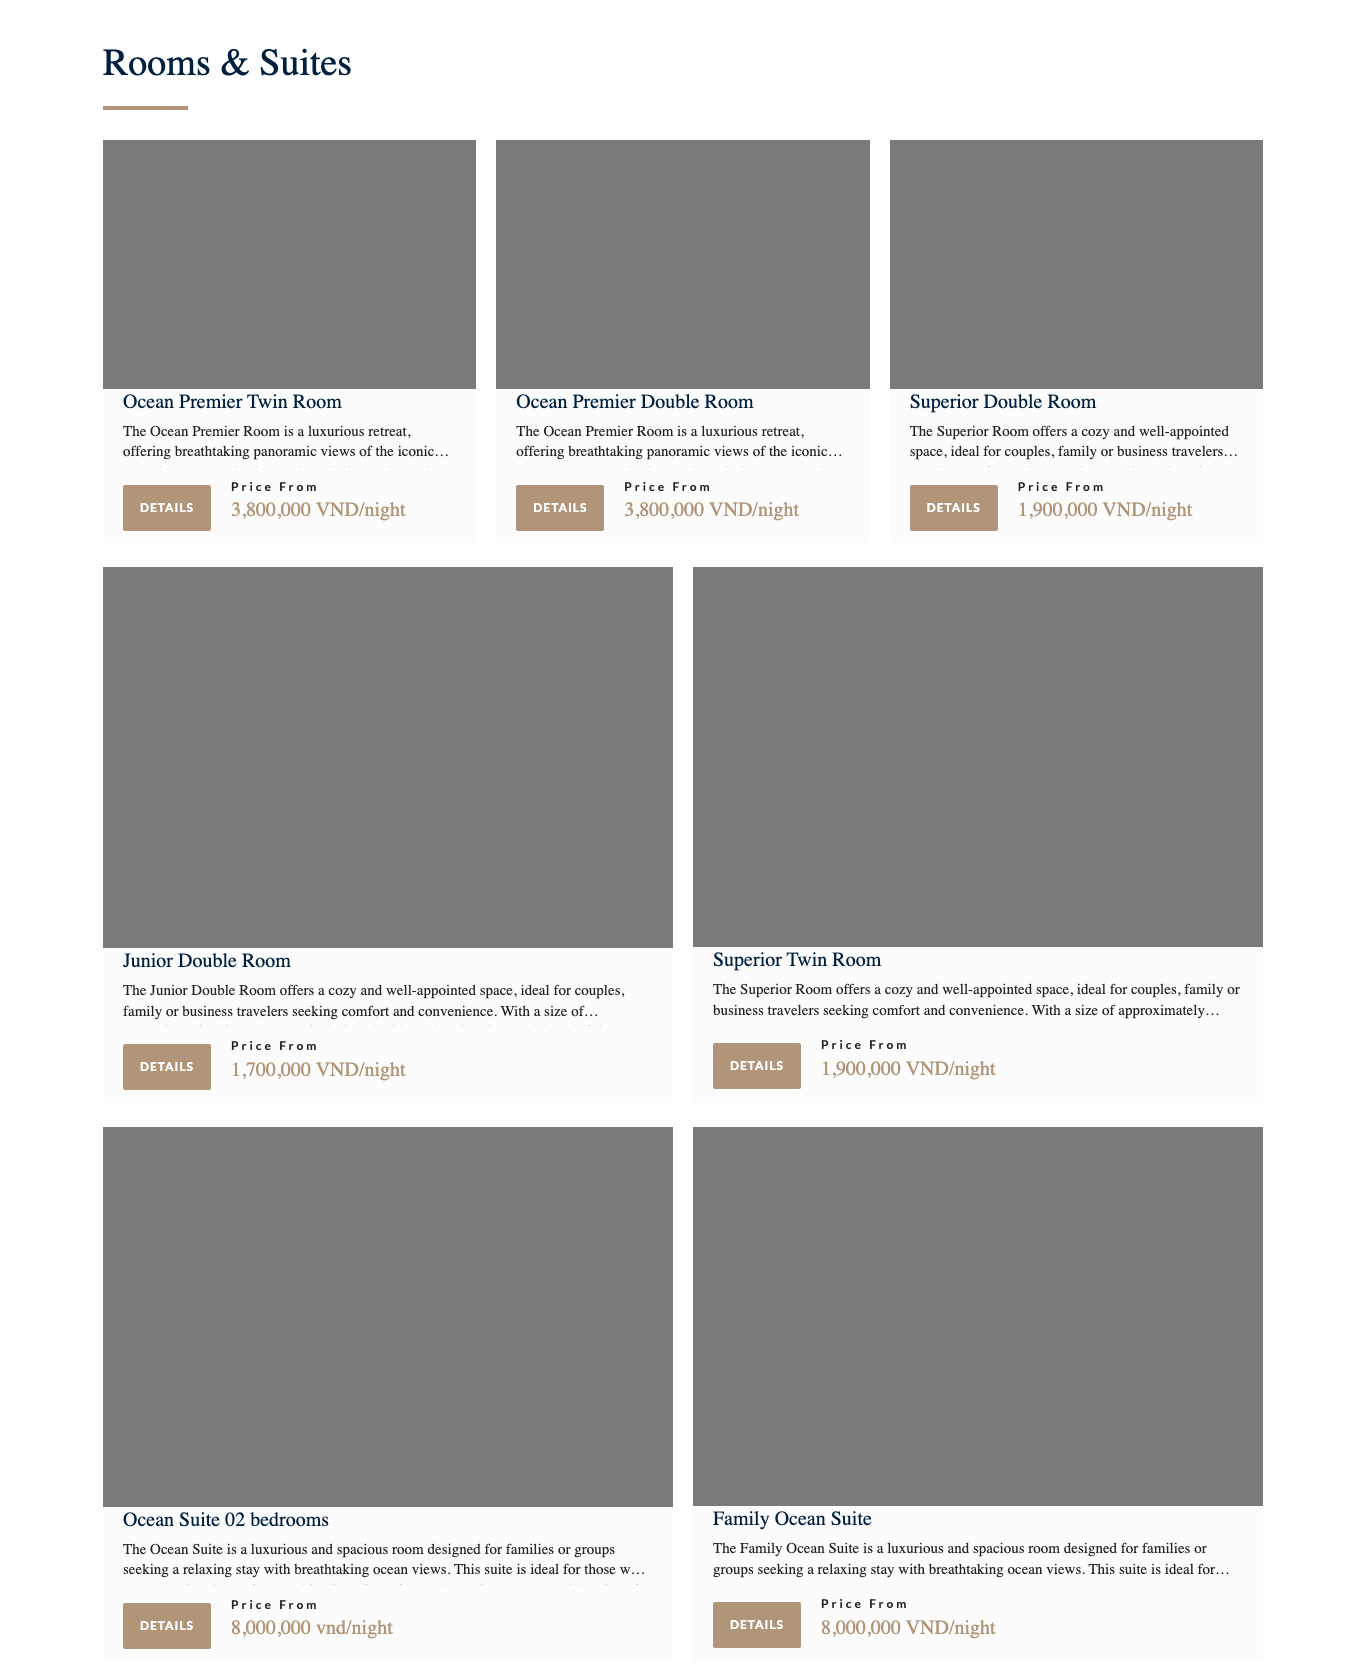 Rooms & Suites
Ocean Premier Twin Room
The Ocean Premier Room is a luxurious retreat,
offering breathtaking panoramic views of the iconic…
DETAILS
Price From
3,800,000 VND/night
Ocean Premier Double Room
The Ocean Premier Room is a luxurious retreat,
offering breathtaking panoramic views of the iconic…
DETAILS
Price From
3,800,000 VND/night
Superior Double Room
The Superior Room offers a cozy and well-appointed
space, ideal for couples, family or business travelers…
DETAILS
Price From
1,900,000 VND/night
Junior Double Room
The Junior Double Room offers a cozy and well-appointed space, ideal for couples,
family or business travelers seeking comfort and convenience. With a size of…
DETAILS
Price From
1,700,000 VND/night
Superior Twin Room
The Superior Room offers a cozy and well-appointed space, ideal for couples, family or
business travelers seeking comfort and convenience. With a size of approximately…
DETAILS
Price From
1,900,000 VND/night
Ocean Suite 02 bedrooms
The Ocean Suite is a luxurious and spacious room designed for families or groups
seeking a relaxing stay with breathtaking ocean views. This suite is ideal for those w…
DETAILS
Price From
8,000,000 vnd/night
Family Ocean Suite
The Family Ocean Suite is a luxurious and spacious room designed for families or
groups seeking a relaxing stay with breathtaking ocean views. This suite is ideal for…
DETAILS
Price From
8,000,000 VND/night